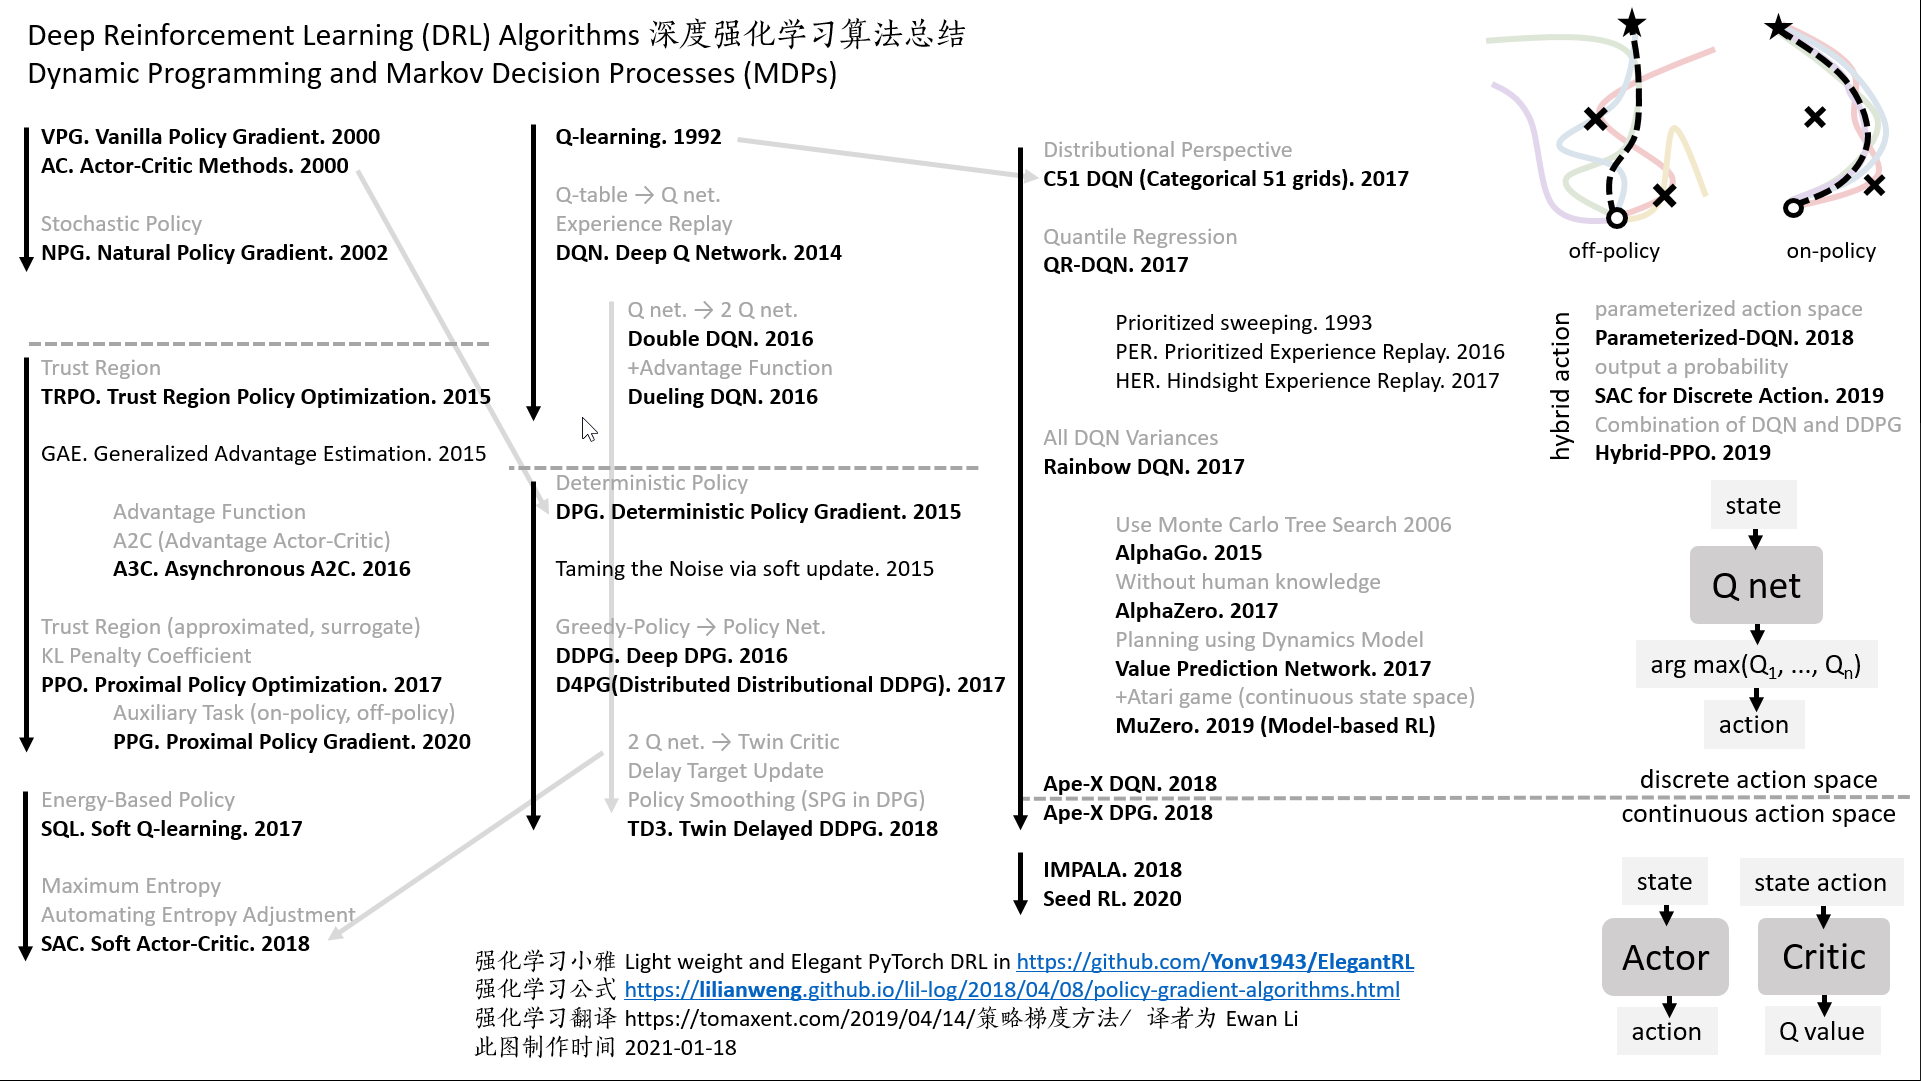 Deep Reinforcement Learning (DRL) Algorithms 深度强化学习算法总结
Dynamic Programming and Markov Decision Processes (MDPs)
VPG. Vanilla Policy Gradient. 2000
AC. Actor-Critic Methods. 2000
Stochastic Policy
NPG. Natural Policy Gradient. 2002
Trust Region
TRPO. Trust Region Policy Optimization. 2015
GAE. Generalized Advantage Estimation. 2015
Advantage Function
A2C (Advantage Actor-Critic)
A3C. Asynchronous A2C. 2016
Trust Region (approximated, surrogate)
KL Penalty Coefficient
PPO. Proximal Policy Optimization. 2017
Auxiliary Task (on-policy, off-policy)
PPG. Proximal Policy Gradient. 2020
Energy-Based Policy
SQL. Soft Q-learning. 2017
Maximum Entropy
Automating Entropy Adjustment
SAC. Soft Actor-Critic. 2018
Q-learning. 1992
Q-table → Q net.
Experience Replay
DQN. Deep Q Network. 2014
Q net. → 2 Q net.
Double DQN. 2016
+Advantage Function
Dueling DQN. 2016
Deterministic Policy
DPG. Deterministic Policy Gradient. 2015
Taming the Noise via soft update. 2015
Greedy-Policy → Policy Net.
DDPG. Deep DPG. 2016
D4PG(Distributed Distributional DDPG). 2017
2 Q net. → Twin Critic
Delay Target Update
Policy Smoothing (SPG in DPG)
TD3. Twin Delayed DDPG. 2018
Distributional Perspective
C51 DQN (Categorical 51 grids). 2017
Quantile Regression
QR-DQN. 2017
Prioritized sweeping. 1993
PER. Prioritized Experience Replay. 2016
HER. Hindsight Experience Replay. 2017
All DQN Variances
Rainbow DQN. 2017
Use Monte Carlo Tree Search 2006
AlphaGo. 2015
Without human knowledge
AlphaZero. 2017
Planning using Dynamics Model
Value Prediction Network. 2017
+Atari game (continuous state space)
MuZero. 2019 (Model-based RL)
Ape-X DQN. 2018
Ape-X DPG. 2018
IMPALA. 2018
Seed RL. 2020
off-policy
on-policy
hybrid action
parameterized action space
Parameterized-DQN. 2018
output a probability
SAC for Discrete Action. 2019
Combination of DQN and DDPG
Hybrid-PPO. 2019
state
Q net
arg max(Q1, ..., Qn)
action
discrete action space
continuous action space
state
Actor
action
state action
Critic
Q value
强化学习小雅 Light weight and Elegant PyTorch DRL in https://github.com/Yonv1943/ElegantRL
强化学习公式 https://lilianweng.github.io/lil-log/2018/04/08/policy-gradient-algorithms.html
强化学习翻译 https://tomaxent.com/2019/04/14/策略梯度方法/ 译者为 Ewan Li
此图制作时间 2021-01-18